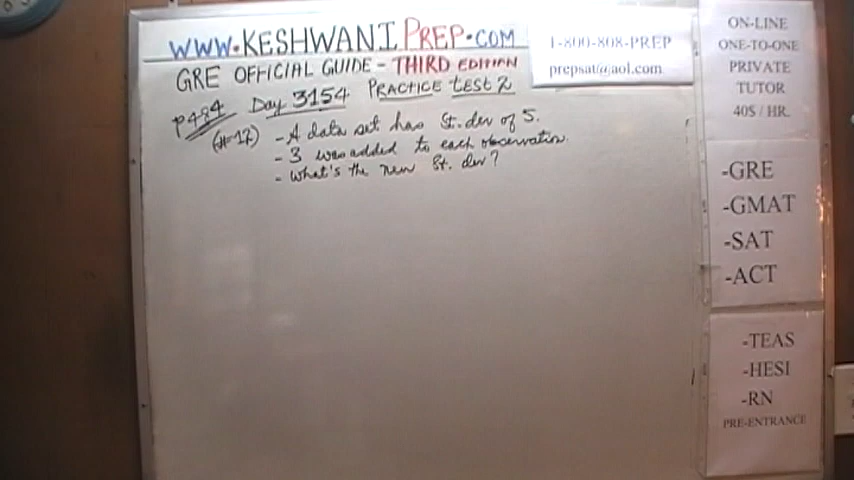 WWW.KESHWANIPREP.COM
GRE OFFICIAL GUIDE - THIRD EDITION
P484 Day 3154 PRACTICE TEST 2
(#12) - A data set has St. dev of 5.
- 3 was added to each observation.
- What's the new St. dev?
1-800-808-PREP
prepsat@aol.com
ON-LINE
ONE-TO-ONE
PRIVATE
TUTOR
40$ / HR.
-GRE
-GMAT
-SAT
-ACT
-TEAS
-HESI
-RN
PRE-ENTRANCE